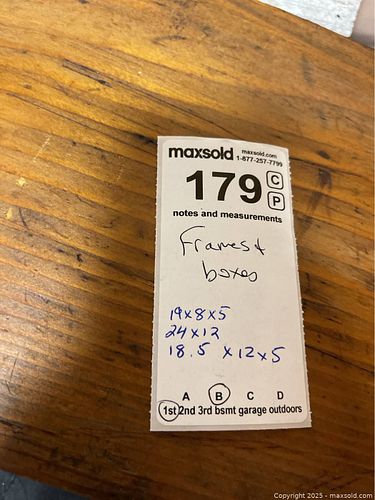 maxsold maxsold.com
1-877-257-7799
179 C
P
notes and measurements
Frames &
boxes
19x8x5
24x12
18.5 x12x5
A B C D
1st 2nd 3rd bsmt garage outdoors
Copyright 2025 - maxsold.com